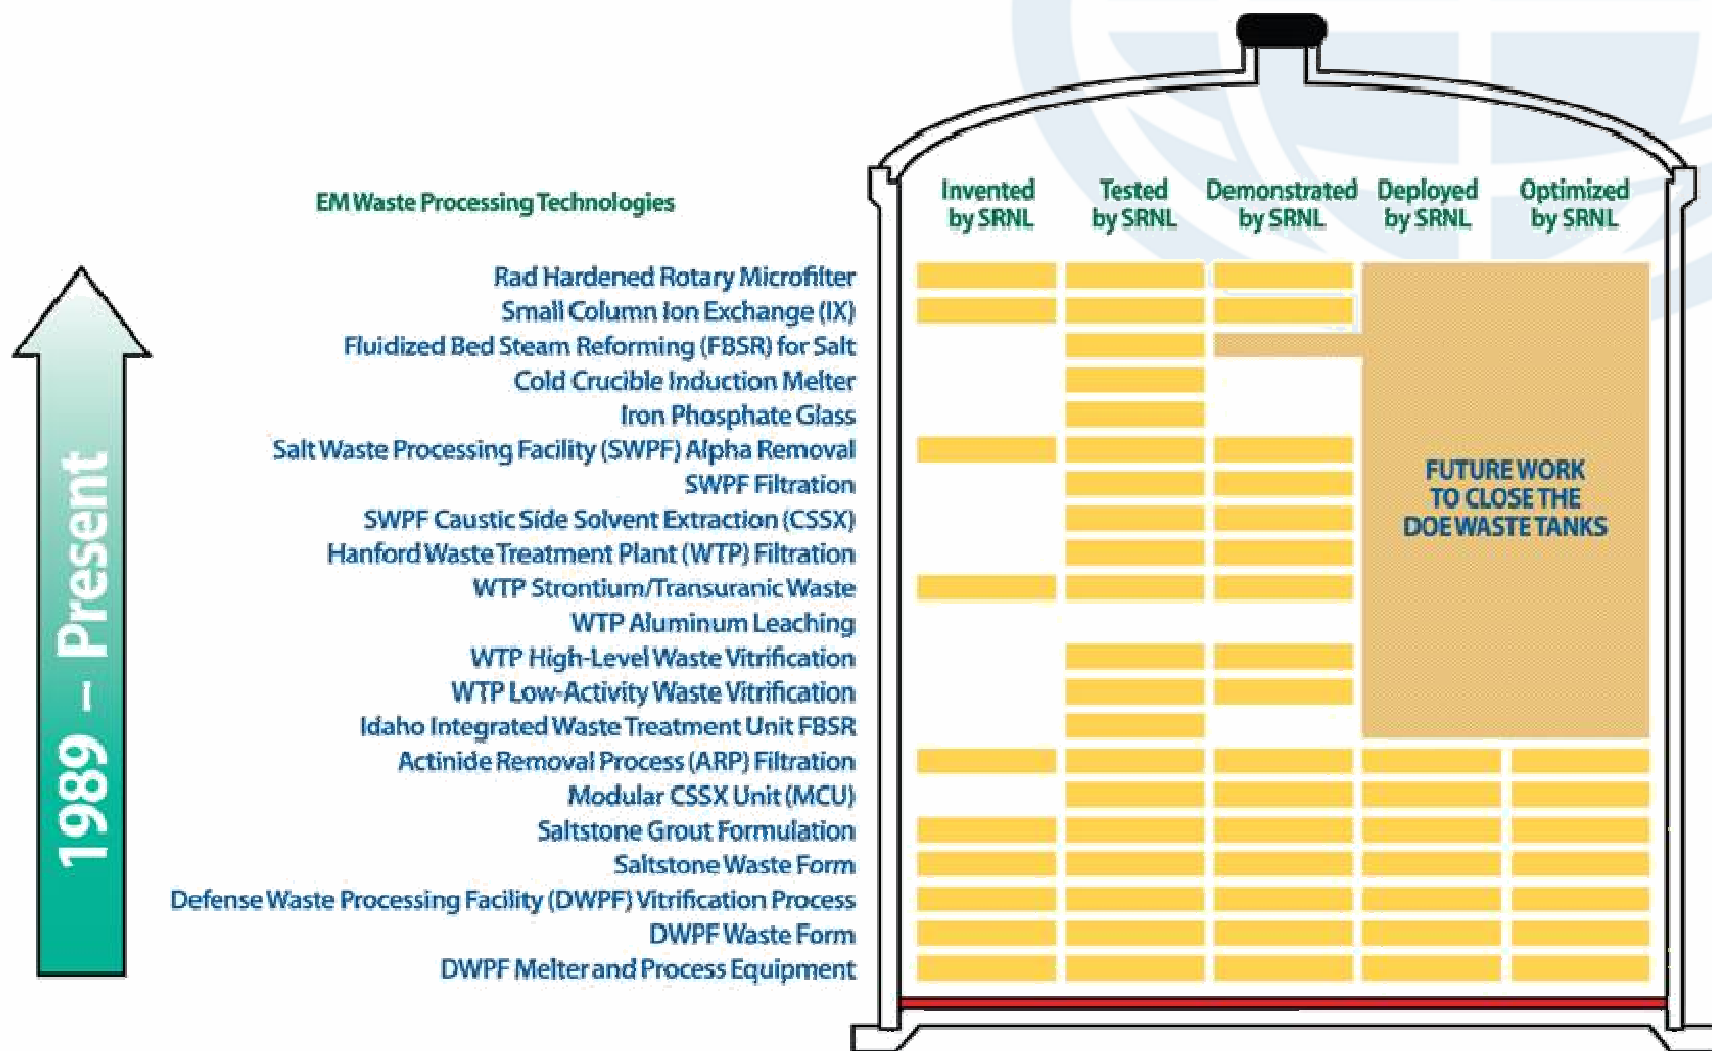 EM Waste Processing Technologies
Invented by SRNL
Tested by SRNL
Demonstrated by SRNL
Deployed by SRNL
Optimized by SRNL
1989 – Present
Rad Hardened Rotary Microfilter
Small Column Ion Exchange (IX)
Fluidized Bed Steam Reforming (FBSR) for Salt
Cold Crucible Induction Melter
Iron Phosphate Glass
Salt Waste Processing Facility (SWPF) Alpha Removal
SWPF Filtration
SWPF Caustic Side Solvent Extraction (CSSX)
Hanford Waste Treatment Plant (WTP) Filtration
WTP Strontium/Transuranic Waste
WTP Aluminum Leaching
WTP High-Level Waste Vitrification
WTP Low-Activity Waste Vitrification
Idaho Integrated Waste Treatment Unit FBSR
Actinide Removal Process (ARP) Filtration
Modular CSSX Unit (MCU)
Saltstone Grout Formulation
Saltstone Waste Form
Defense Waste Processing Facility (DWPF) Vitrification Process
DWPF Waste Form
DWPF Melter and Process Equipment
FUTURE WORK
TO CLOSE THE
DOE WASTE TANKS